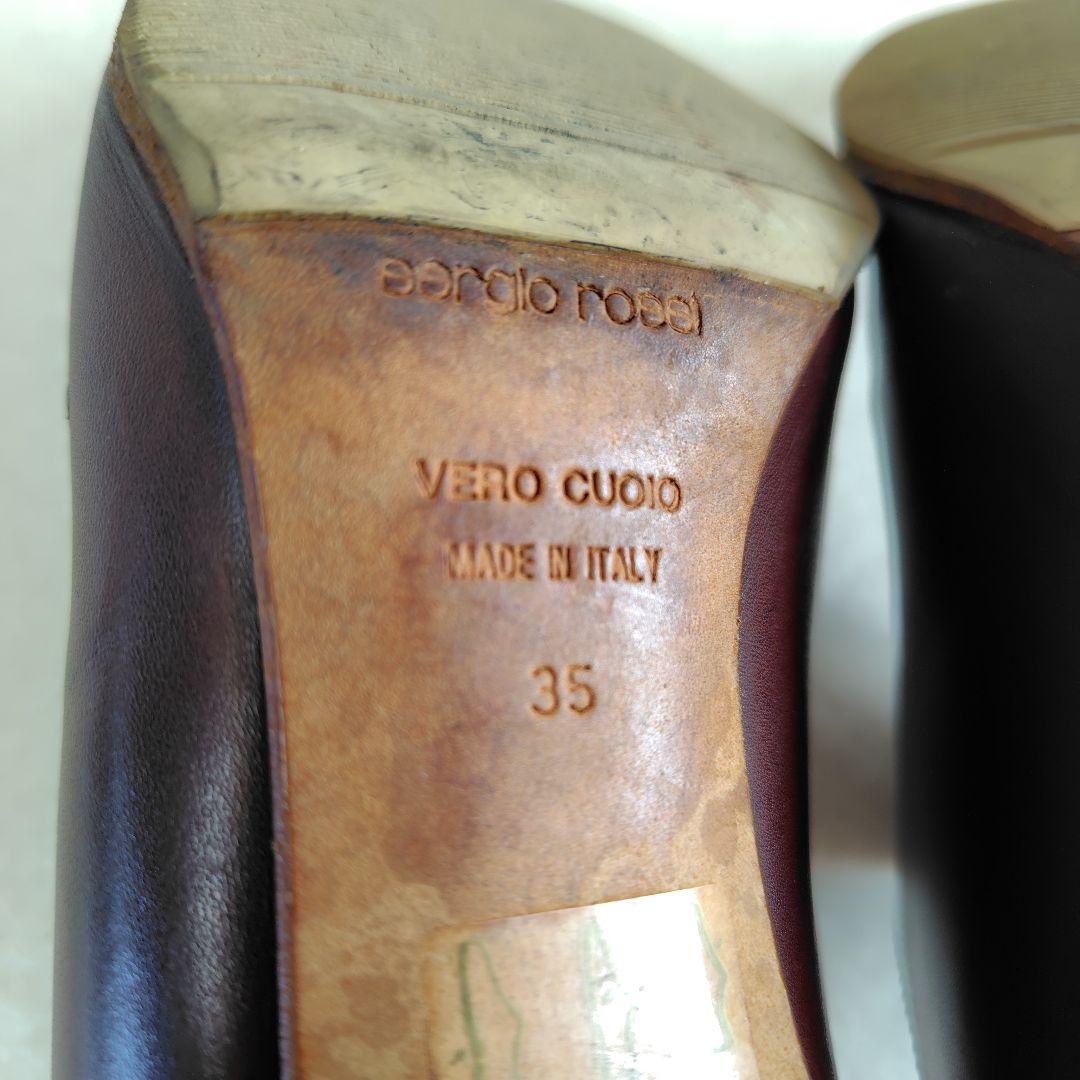 sergio rossi
VERO CUOIO
MADE IN ITALY
35